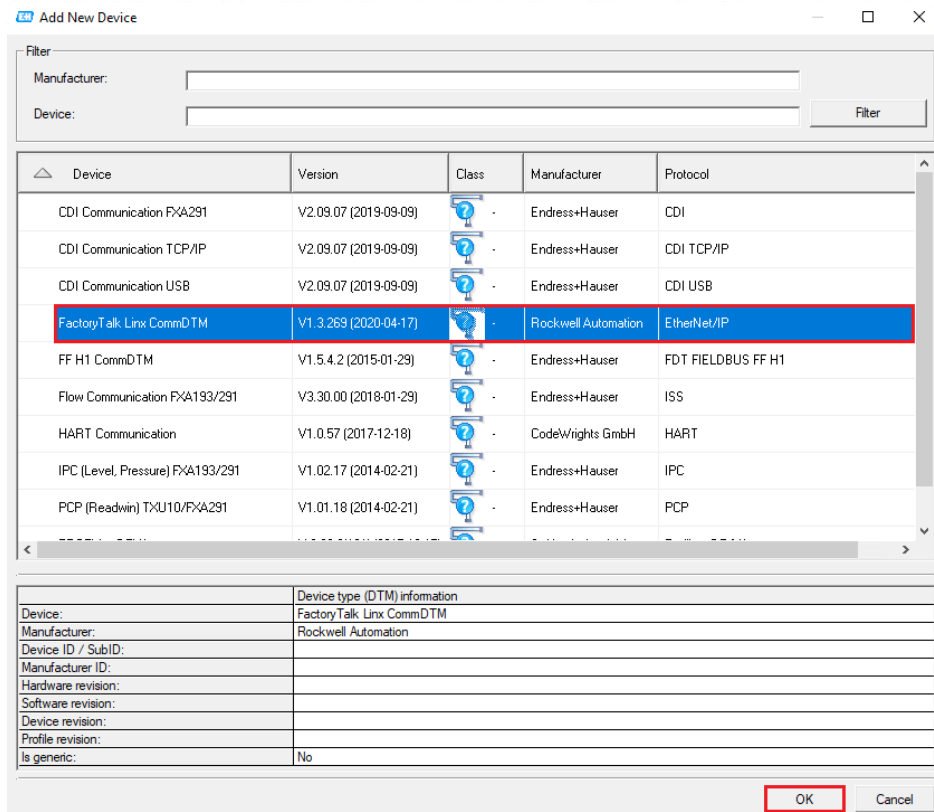 Add New Device
Filter
Manufacturer:
Device:
Filter
Device Version Class Manufacturer Protocol
CDI Communication FXA291 V2.09.07 (2019-09-09) - Endress+Hauser CDI
CDI Communication TCP/IP V2.09.07 (2019-09-09) - Endress+Hauser CDI TCP/IP
CDI Communication USB V2.09.07 (2019-09-09) - Endress+Hauser CDI USB
FactoryTalk Linx CommDTM V1.3.269 (2020-04-17) - Rockwell Automation EtherNet/IP
FF H1 CommDTM V1.5.4.2 (2015-01-29) - Endress+Hauser FDT FIELDBUS FF H1
Flow Communication FXA193/291 V3.30.00 (2018-01-29) - Endress+Hauser ISS
HART Communication V1.0.57 (2017-12-18) - CodeWrights GmbH HART
IPC (Level, Pressure) FXA193/291 V1.02.17 (2014-02-21) - Endress+Hauser IPC
PCP (Readwin) TXU10/FXA291 V1.01.18 (2014-02-21) - Endress+Hauser PCP
Device type (DTM) information
Device: FactoryTalk Linx CommDTM
Manufacturer: Rockwell Automation
Device ID / SubID:
Manufacturer ID:
Hardware revision:
Software revision:
Device revision:
Profile revision:
Is generic: No
OK Cancel